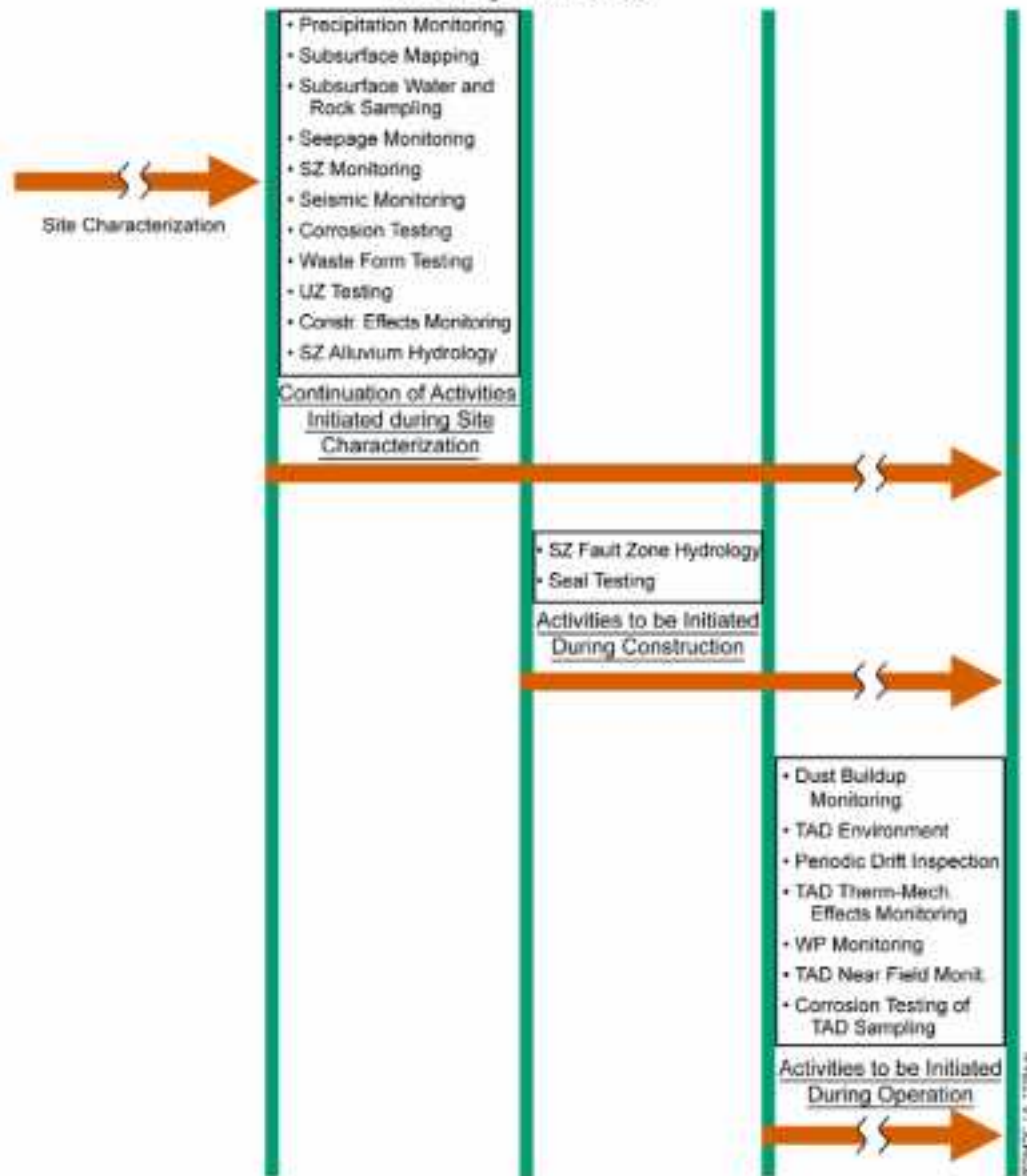 • Precipitation Monitoring
• Subsurface Mapping
• Subsurface Water and
Rock Sampling
• Seepage Monitoring
• SZ Monitoring
• Seismic Monitoring
• Corrosion Testing
• Waste Form Testing
• UZ Testing
• Constr. Effects Monitoring
• SZ Alluvium Hydrology
Site Characterization
Continuation of Activities
Initiated during Site
Characterization
• SZ Fault Zone Hydrology
• Seal Testing
Activities to be Initiated
During Construction
• Dust Buildup
Monitoring
• TAD Environment
• Periodic Drift Inspection
• TAD Therm-Mech.
Effects Monitoring
• WP Monitoring
• TAD Near Field Monit.
• Corrosion Testing of
TAD Sampling
Activities to be Initiated
During Operation